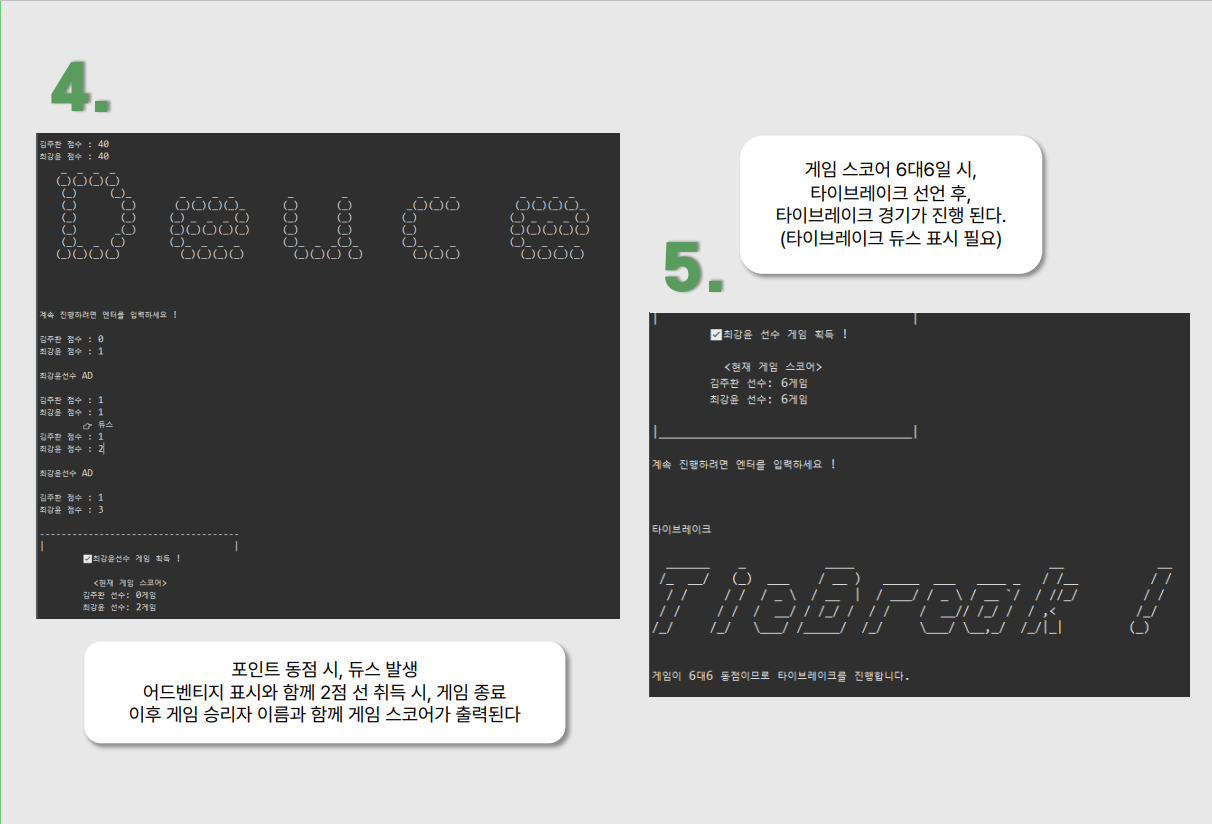 4.
김주환 점수 : 40
최강윤 점수 : 40
Deuce
계속 진행하려면 엔터를 입력하세요 !
김주환 점수 : 0
최강윤 점수 : 1
최강윤선수 AD
김주환 점수 : 1
최강윤 점수 : 1
👉 듀스
김주환 점수 : 1
최강윤 점수 : 2
최강윤선수 AD
김주환 점수 : 1
최강윤 점수 : 3
-----------------------------------
| |
✅최강윤선수 게임 획득 !
<현재 게임 스코어>
김주환 선수: 0게임
최강윤 선수: 2게임
포인트 동점 시, 듀스 발생
어드벤티지 표시와 함께 2점 선 취득 시, 게임 종료
이후 게임 승리자 이름과 함께 게임 스코어가 출력된다
게임 스코어 6대6일 시,
타이브레이크 선언 후,
타이브레이크 경기가 진행 된다.
(타이브레이크 듀스 표시 필요)
5.
✅최강윤 선수 게임 획득 !
<현재 게임 스코어>
김주환 선수: 6게임
최강윤 선수: 6게임
계속 진행하려면 엔터를 입력하세요 !
타이브레이크
Tiebreak !
게임이 6대6 동점이므로 타이브레이크를 진행합니다.